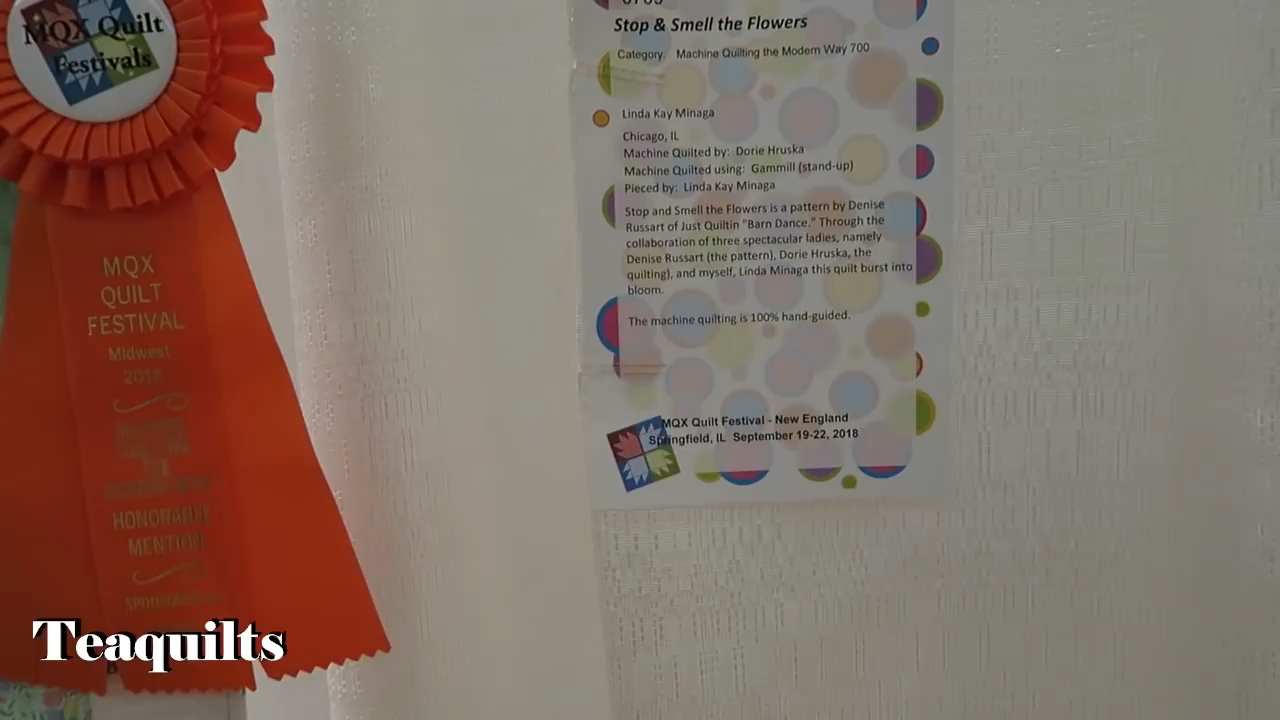 MQX Quilt
Festivals
MQX
QUILT
FESTIVAL
Midwest
2018
HONORABLE
MENTION
Teaquilts
Stop & Smell the Flowers
Category: Machine Quilting the Modern Way 700
Linda Kay Minaga
Chicago, IL
Machine Quilted by: Dorie Hruska
Machine Quilted using: Gammill (stand-up)
Pieced by: Linda Kay Minaga
Stop and Smell the Flowers is a pattern by Denise
Russart of Just Quiltin "Barn Dance." Through the
collaboration of three spectacular ladies, namely
Denise Russart (the pattern), Dorie Hruska, the
quilting), and myself, Linda Minaga this quilt burst into
bloom.
The machine quilting is 100% hand-guided.
MQX Quilt Festival - New England
Springfield, IL September 19-22, 2018